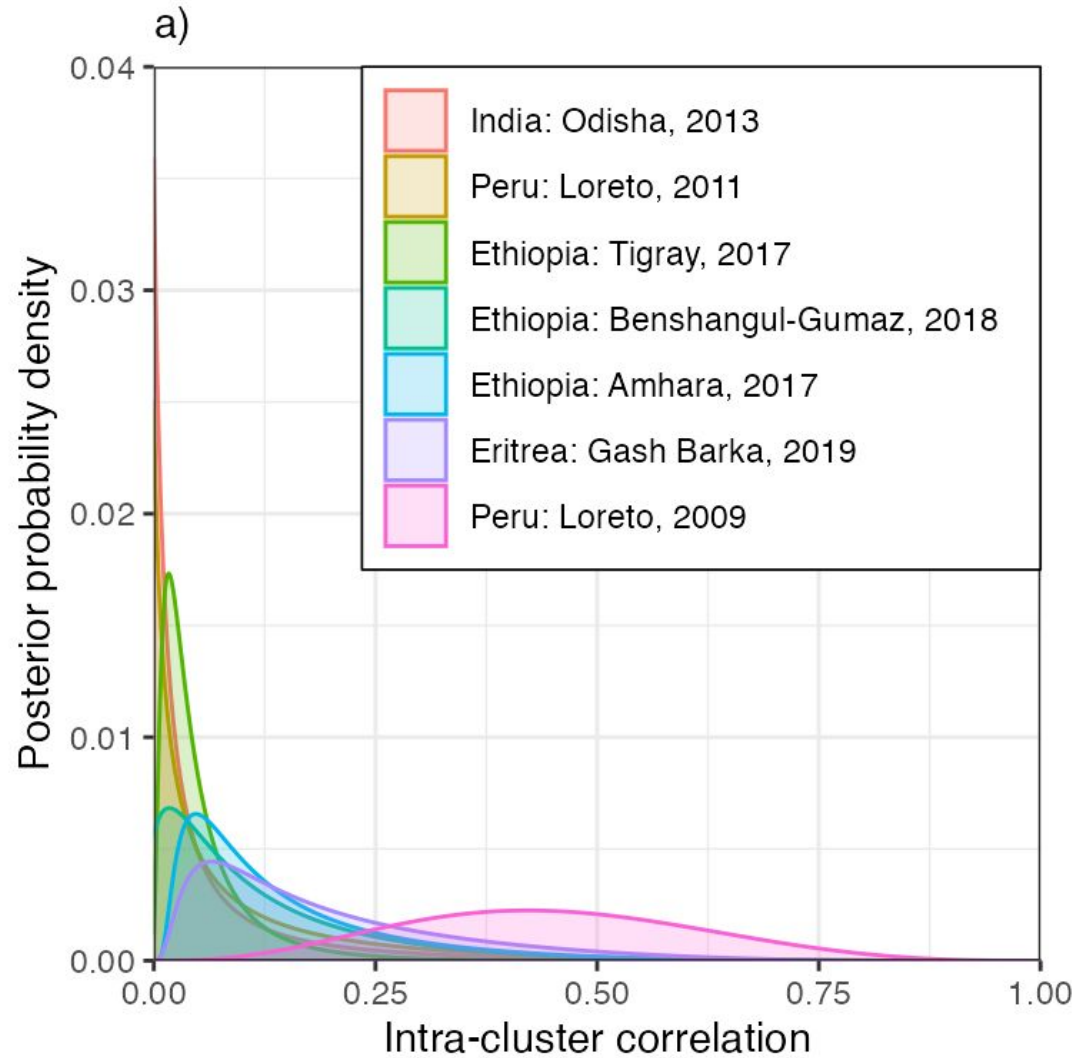 a)
Posterior probability density
0.04
0.03
0.02
0.01
0.00
India: Odisha, 2013
Peru: Loreto, 2011
Ethiopia: Tigray, 2017
Ethiopia: Benshangul-Gumaz, 2018
Ethiopia: Amhara, 2017
Eritrea: Gash Barka, 2019
Peru: Loreto, 2009
0.00 0.25 0.50 0.75 1.00
Intra-cluster correlation